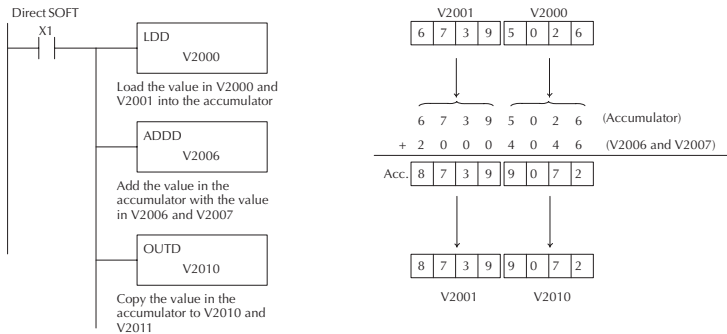 Direct SOFT
X1
LDD
V2000
Load the value in V2000 and
V2001 into the accumulator
ADDD
V2006
Add the value in the
accumulator with the value
in V2006 and V2007
OUTD
V2010
Copy the value in the
accumulator to V2010 and
V2011
V2001 V2000
6 7 3 9 5 0 2 6
6 7 3 9 5 0 2 6 (Accumulator)
+ 2 0 0 0 4 0 4 6 (V2006 and V2007)
Acc. 8 7 3 9 9 0 7 2
8 7 3 9 9 0 7 2
V2001 V2010